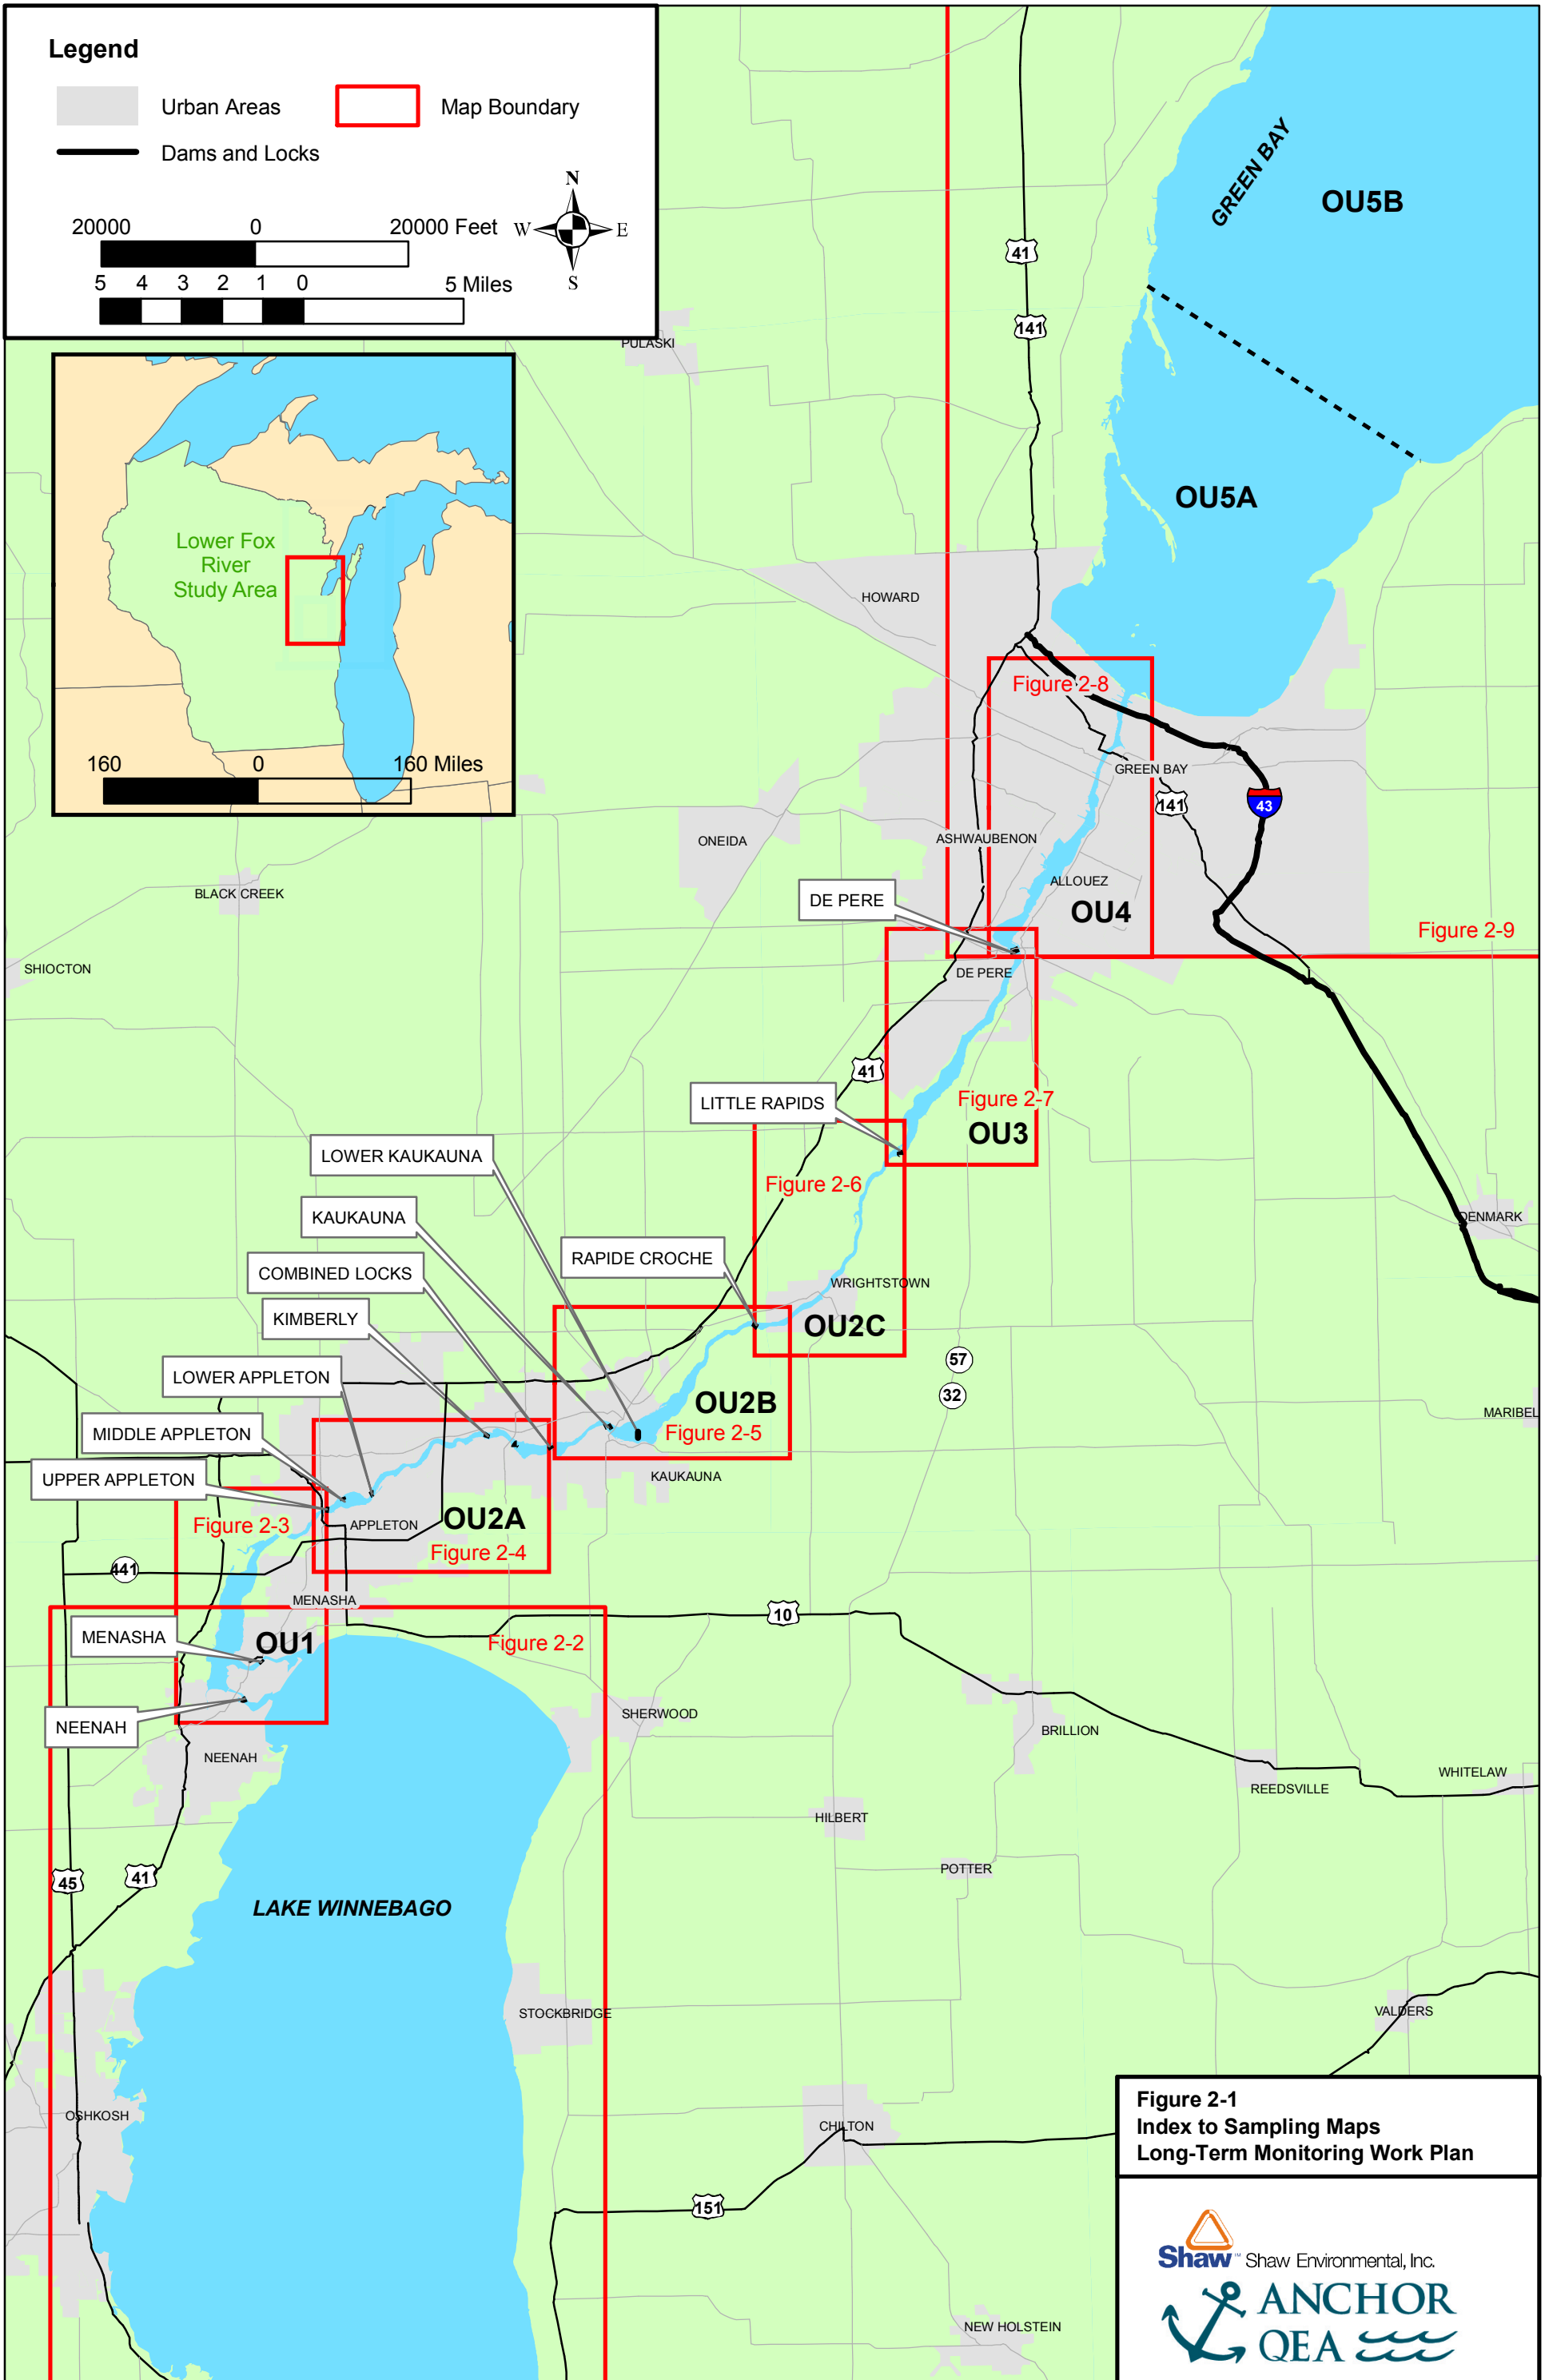 Legend
Urban Areas
Map Boundary
Dams and Locks
20000 0 20000 Feet
5 4 3 2 1 0 5 Miles
N
W E
S
GREEN BAY
OU5B
41
141
PULASKI
OU5A
Lower Fox
River
Study Area
160 0 160 Miles
HOWARD
Figure 2-8
GREEN BAY
141
43
ONEIDA
ASHWAUBENON
ALLOUEZ
BLACK CREEK
DE PERE
OU4
Figure 2-9
SHIOCTON
DE PERE
41
LITTLE RAPIDS
Figure 2-7
OU3
LOWER KAUKAUNA
Figure 2-6
KAUKAUNA
DENMARK
RAPIDE CROCHE
COMBINED LOCKS
WRIGHTSTOWN
KIMBERLY
OU2C
57
LOWER APPLETON
32
OU2B
MARIBEL
MIDDLE APPLETON
Figure 2-5
UPPER APPLETON
KAUKAUNA
Figure 2-3
APPLETON
OU2A
Figure 2-4
441
MENASHA
10
MENASHA
OU1
Figure 2-2
NEENAH
SHERWOOD
BRILLION
NEENAH
REEDSVILLE
WHITELAW
HILBERT
POTTER
45
41
LAKE WINNEBAGO
STOCKBRIDGE
VALDERS
OSHKOSH
CHILTON
Figure 2-1
Index to Sampling Maps
Long-Term Monitoring Work Plan
151
Shaw™ Shaw Environmental, Inc.
ANCHOR
QEA
NEW HOLSTEIN